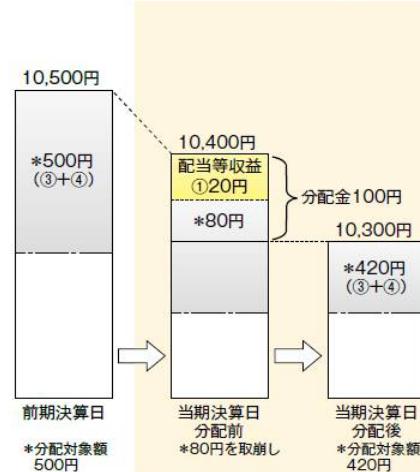 10,500円
*500円
(③+④)
前期決算日
*分配対象額
500円
10,400円
配当等収益
①20円
*80円
分配金100円
当期決算日
分配前
*80円を取崩し
10,300円
*420円
(③+④)
当期決算日
分配後
*分配対象額
420円